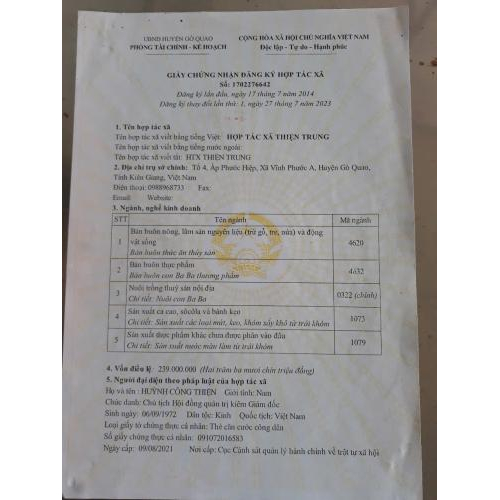 UBND HUYỆN GÒ QUAO
PHÒNG TÀI CHÍNH - KẾ HOẠCH
CỘNG HÒA XÃ HỘI CHỦ NGHĨA VIỆT NAM
Độc lập - Tự do - Hạnh phúc
GIẤY CHỨNG NHẬN ĐĂNG KÝ HỢP TÁC XÃ
Số: 1702276642
Đăng ký lần đầu, ngày 17 tháng 7 năm 2014
Đăng ký thay đổi lần thứ: 1, ngày 27 tháng 7 năm 2023
1. Tên hợp tác xã
Tên hợp tác xã viết bằng tiếng Việt: HỢP TÁC XÃ THIỆN TRUNG
Tên hợp tác xã viết bằng tiếng nước ngoài:
Tên hợp tác xã viết tắt: HTX THIỆN TRUNG
2. Địa chỉ trụ sở chính: Tổ 4, Ấp Phước Hiệp, Xã Vĩnh Phước A, Huyện Gò Quao,
Tỉnh Kiên Giang, Việt Nam
Điện thoại: 0988968733 Fax:
Email: Website:
3. Ngành, nghề kinh doanh
STT Tên ngành Mã ngành
1 Bán buôn nông, lâm sản nguyên liệu (trừ gỗ, tre, nứa) và động
vật sống 4620
Bán buôn thức ăn thủy sản
2 Bán buôn thực phẩm 4632
Bán buôn con Ba Ba thương phẩm
3 Nuôi trồng thuỷ sản nội địa 0322 (chính)
Chi tiết: Nuôi con Ba Ba
4 Sản xuất ca cao, sôcôla và bánh kẹo 1073
Chi tiết: Sản xuất các loại mứt, kẹo, khóm sấy khô từ trái khóm
5 Sản xuất thực phẩm khác chưa được phân vào đâu 1079
Chi tiết: Sản xuất nước màu làm từ trái khóm
4. Vốn điều lệ: 239.000.000 (Hai trăm ba mươi chín triệu đồng)
5. Người đại diện theo pháp luật của hợp tác xã
Họ và tên: HUỲNH CÔNG THIỆN Giới tính: Nam
Chức danh: Chủ tịch Hội đồng quản trị kiêm Giám đốc
Sinh ngày: 06/09/1972 Dân tộc: Kinh Quốc tịch: Việt Nam
Loại giấy tờ chứng thực cá nhân: Thẻ căn cước công dân
Số giấy chứng thực cá nhân: 091072016583
Ngày cấp: 09/08/2021 Nơi cấp: Cục Cảnh sát quản lý hành chính về trật tự xã hội